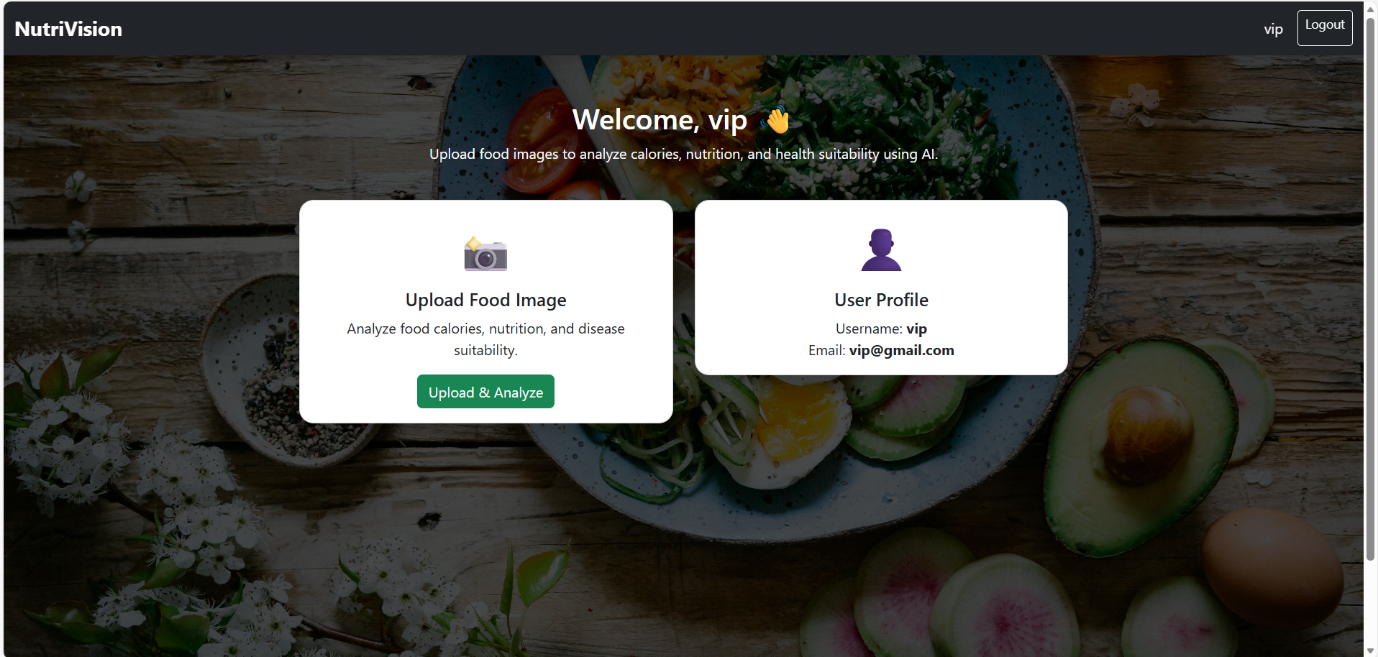 NutriVision
vip
Logout
Welcome, vip 👋
Upload food images to analyze calories, nutrition, and health suitability using AI.
Upload Food Image
Analyze food calories, nutrition, and disease
suitability.
Upload & Analyze
User Profile
Username: vip
Email: vip@gmail.com